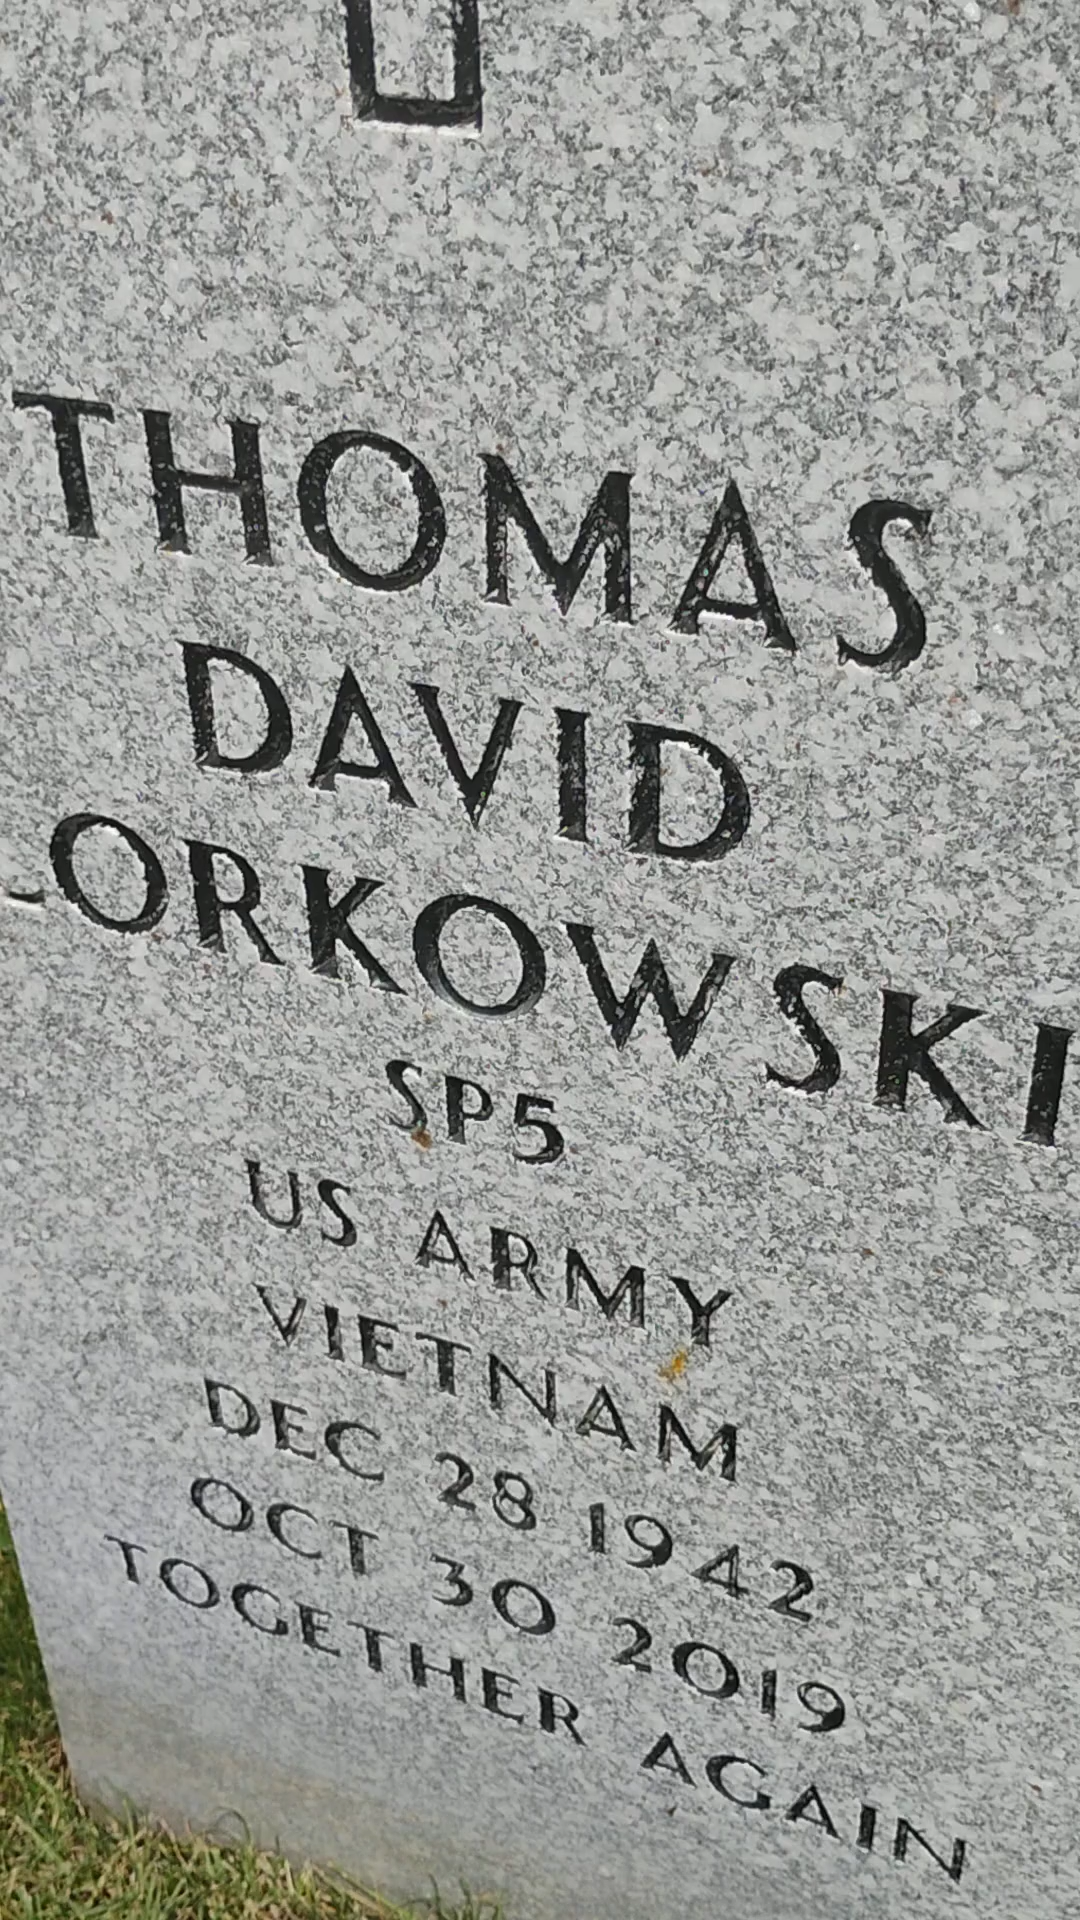 THOMAS
DAVID
ORKOWSKI
SP5
US ARMY
VIETNAM
DEC 28 1942
OCT 30 2019
TOGETHER AGAIN